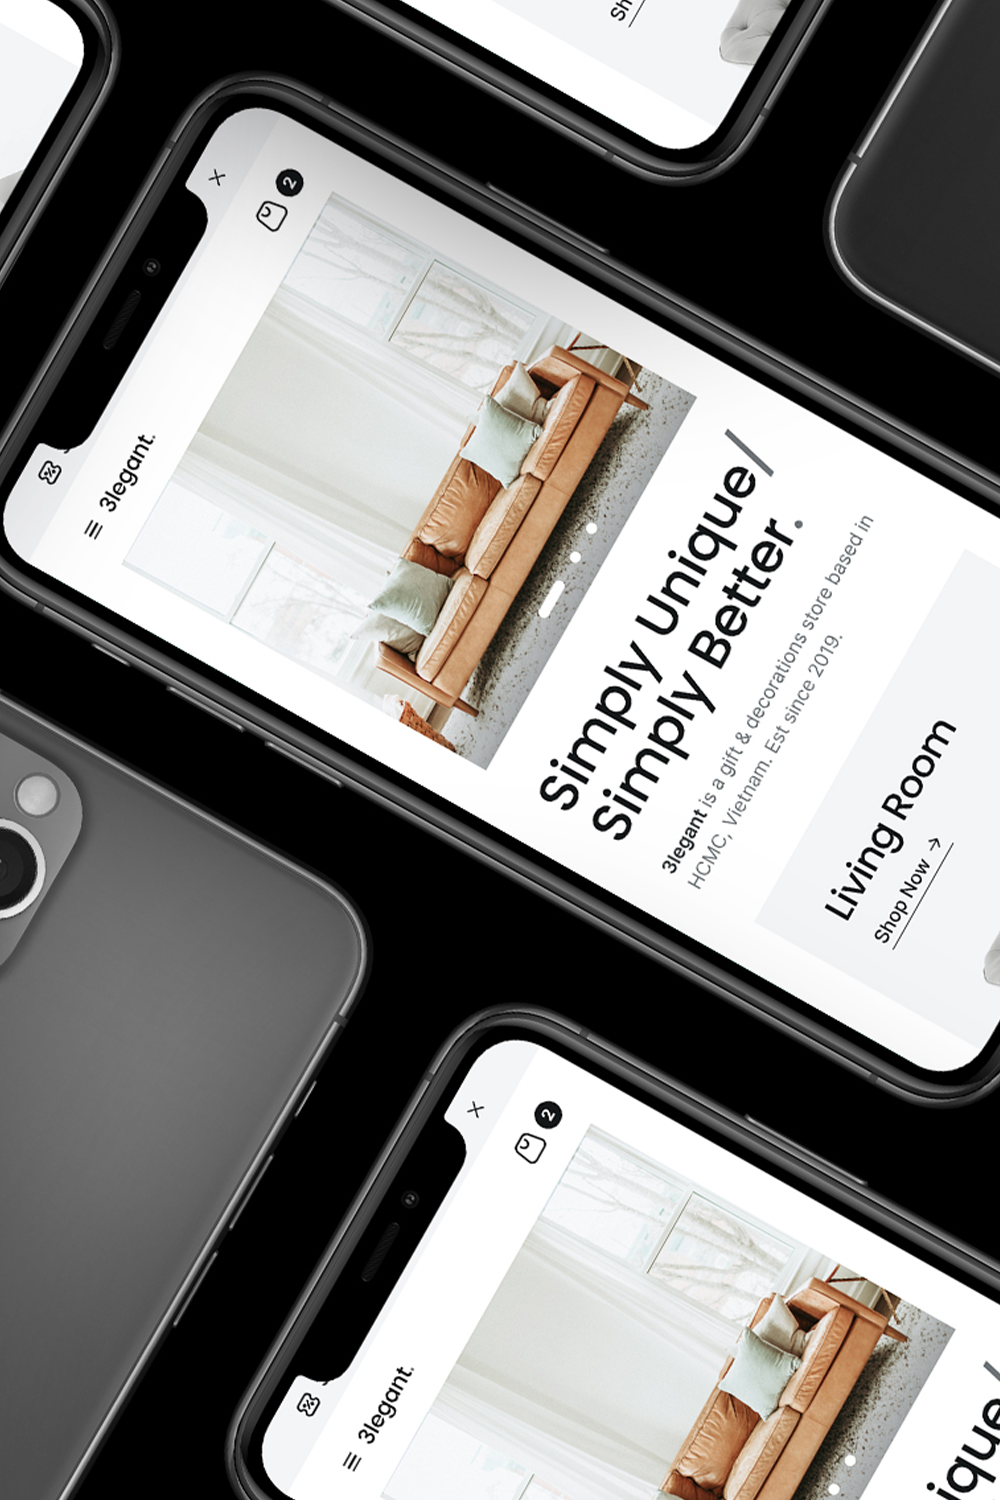 Sh
2
3legant.
Simply Unique/
Simply Better.
3legant is a gift & decorations store based in
HCMC, Vietnam. Est since 2019.
Living Room
Shop Now →
2
3legant.
ique/